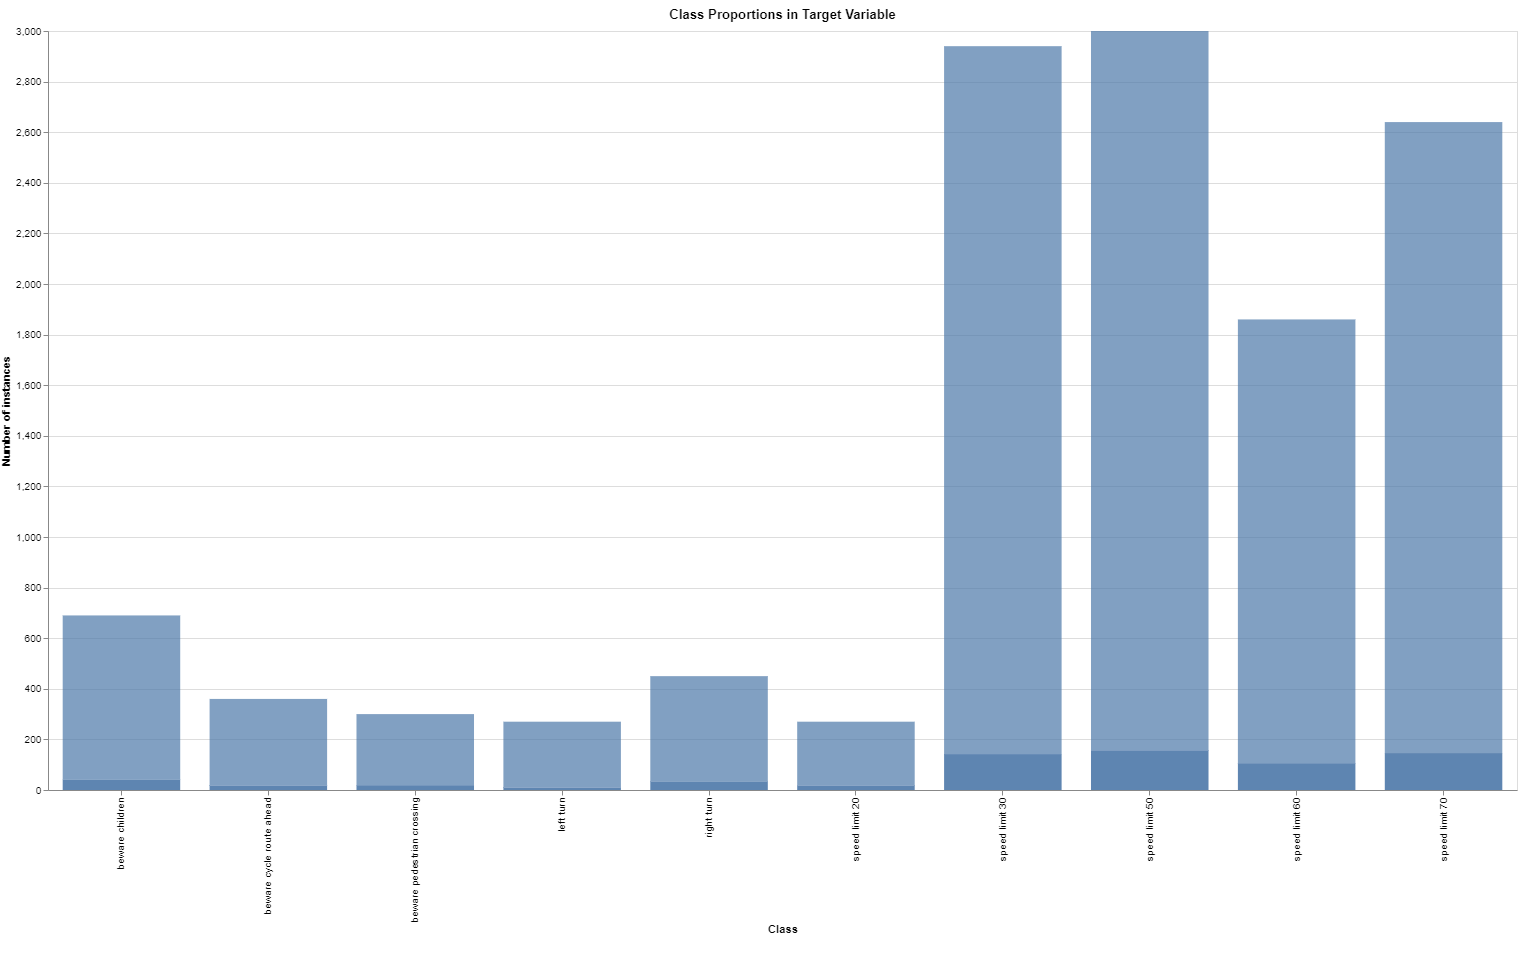 Class Proportions in Target Variable
3,000
2,800
2,600
2,400
2,200
2,000
1,800
1,600
1,400
1,200
1,000
800
600
400
200
0
Number of instances
beware children
beware cycle route ahead
beware pedestrian crossing
left turn
right turn
speed limit 20
speed limit 30
speed limit 50
speed limit 60
speed limit 70
Class